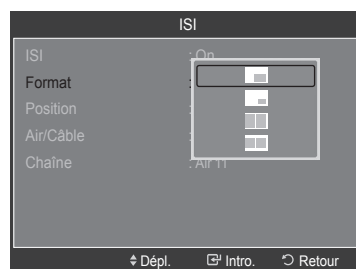 ISI
ISI : On
Format :
Position :
Air/Câble :
Chaîne : Air 11
Dépl. Intro. Retour